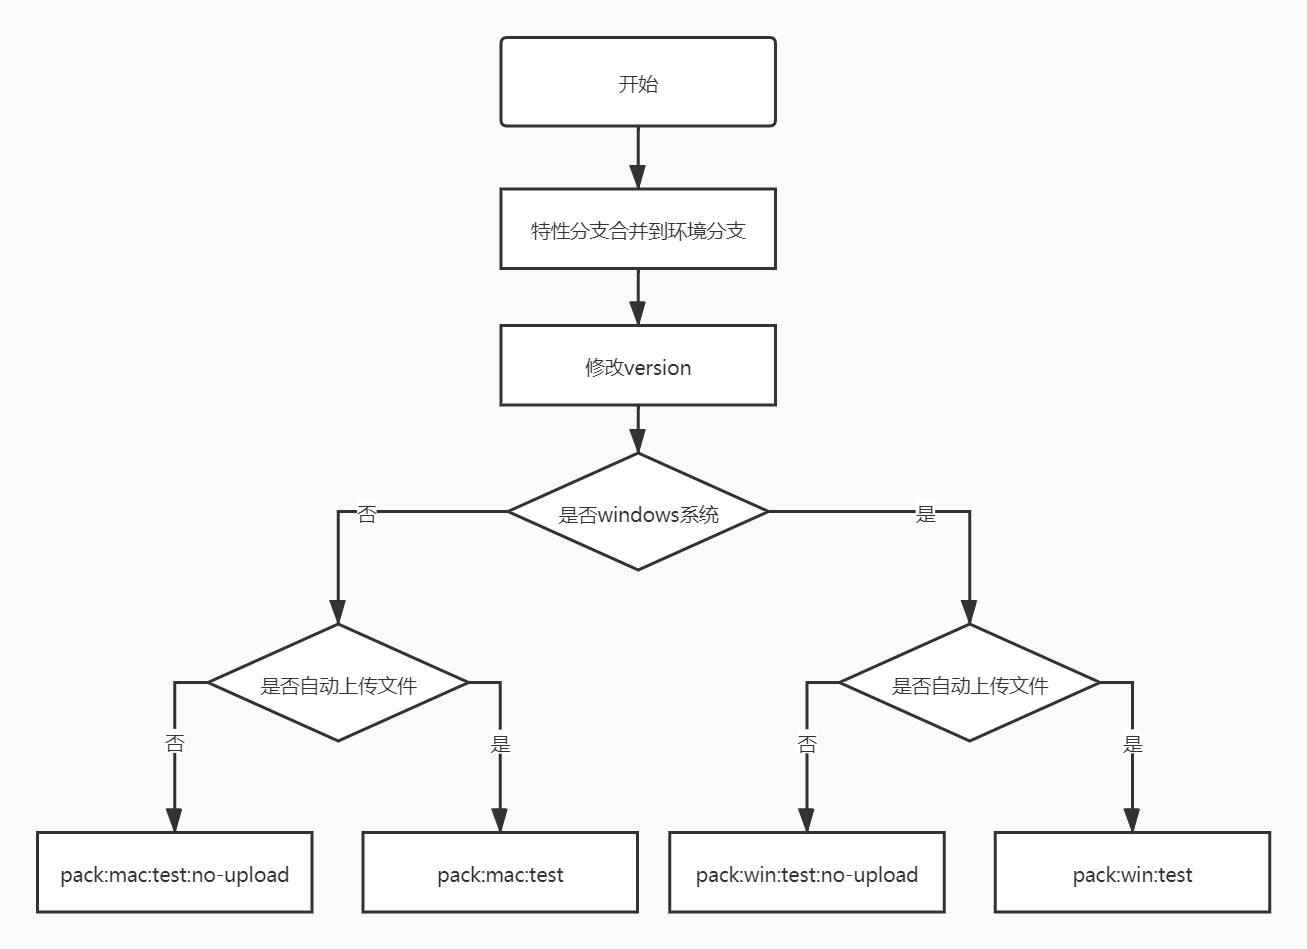 开始
特性分支合并到环境分支
修改version
是否windows系统
否
是
是否自动上传文件
是否自动上传文件
否
是
否
是
pack:mac:test:no-upload
pack:mac:test
pack:win:test:no-upload
pack:win:test